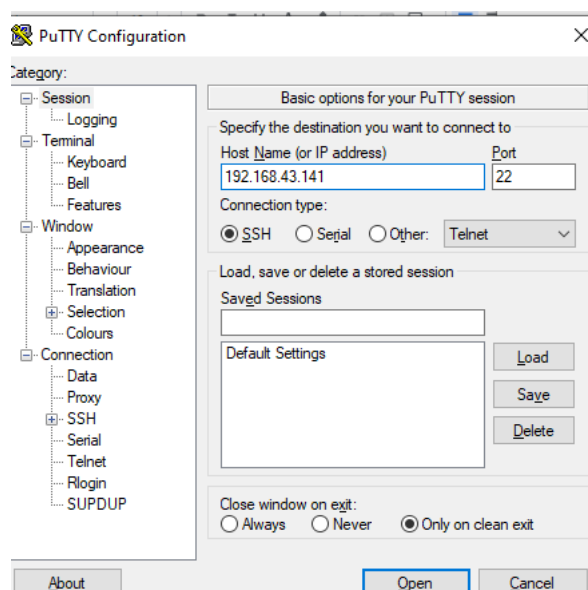 PuTTY Configuration
Category:
Session
Logging
Terminal
Keyboard
Bell
Features
Window
Appearance
Behaviour
Translation
Selection
Colours
Connection
Data
Proxy
SSH
Serial
Telnet
Rlogin
SUPDUP
Basic options for your PuTTY session
Specify the destination you want to connect to
Host Name (or IP address) Port
192.168.43.141 22
Connection type:
SSH Serial Other: Telnet
Load, save or delete a stored session
Saved Sessions
Default Settings
Load
Save
Delete
Close window on exit:
Always Never Only on clean exit
About Open Cancel